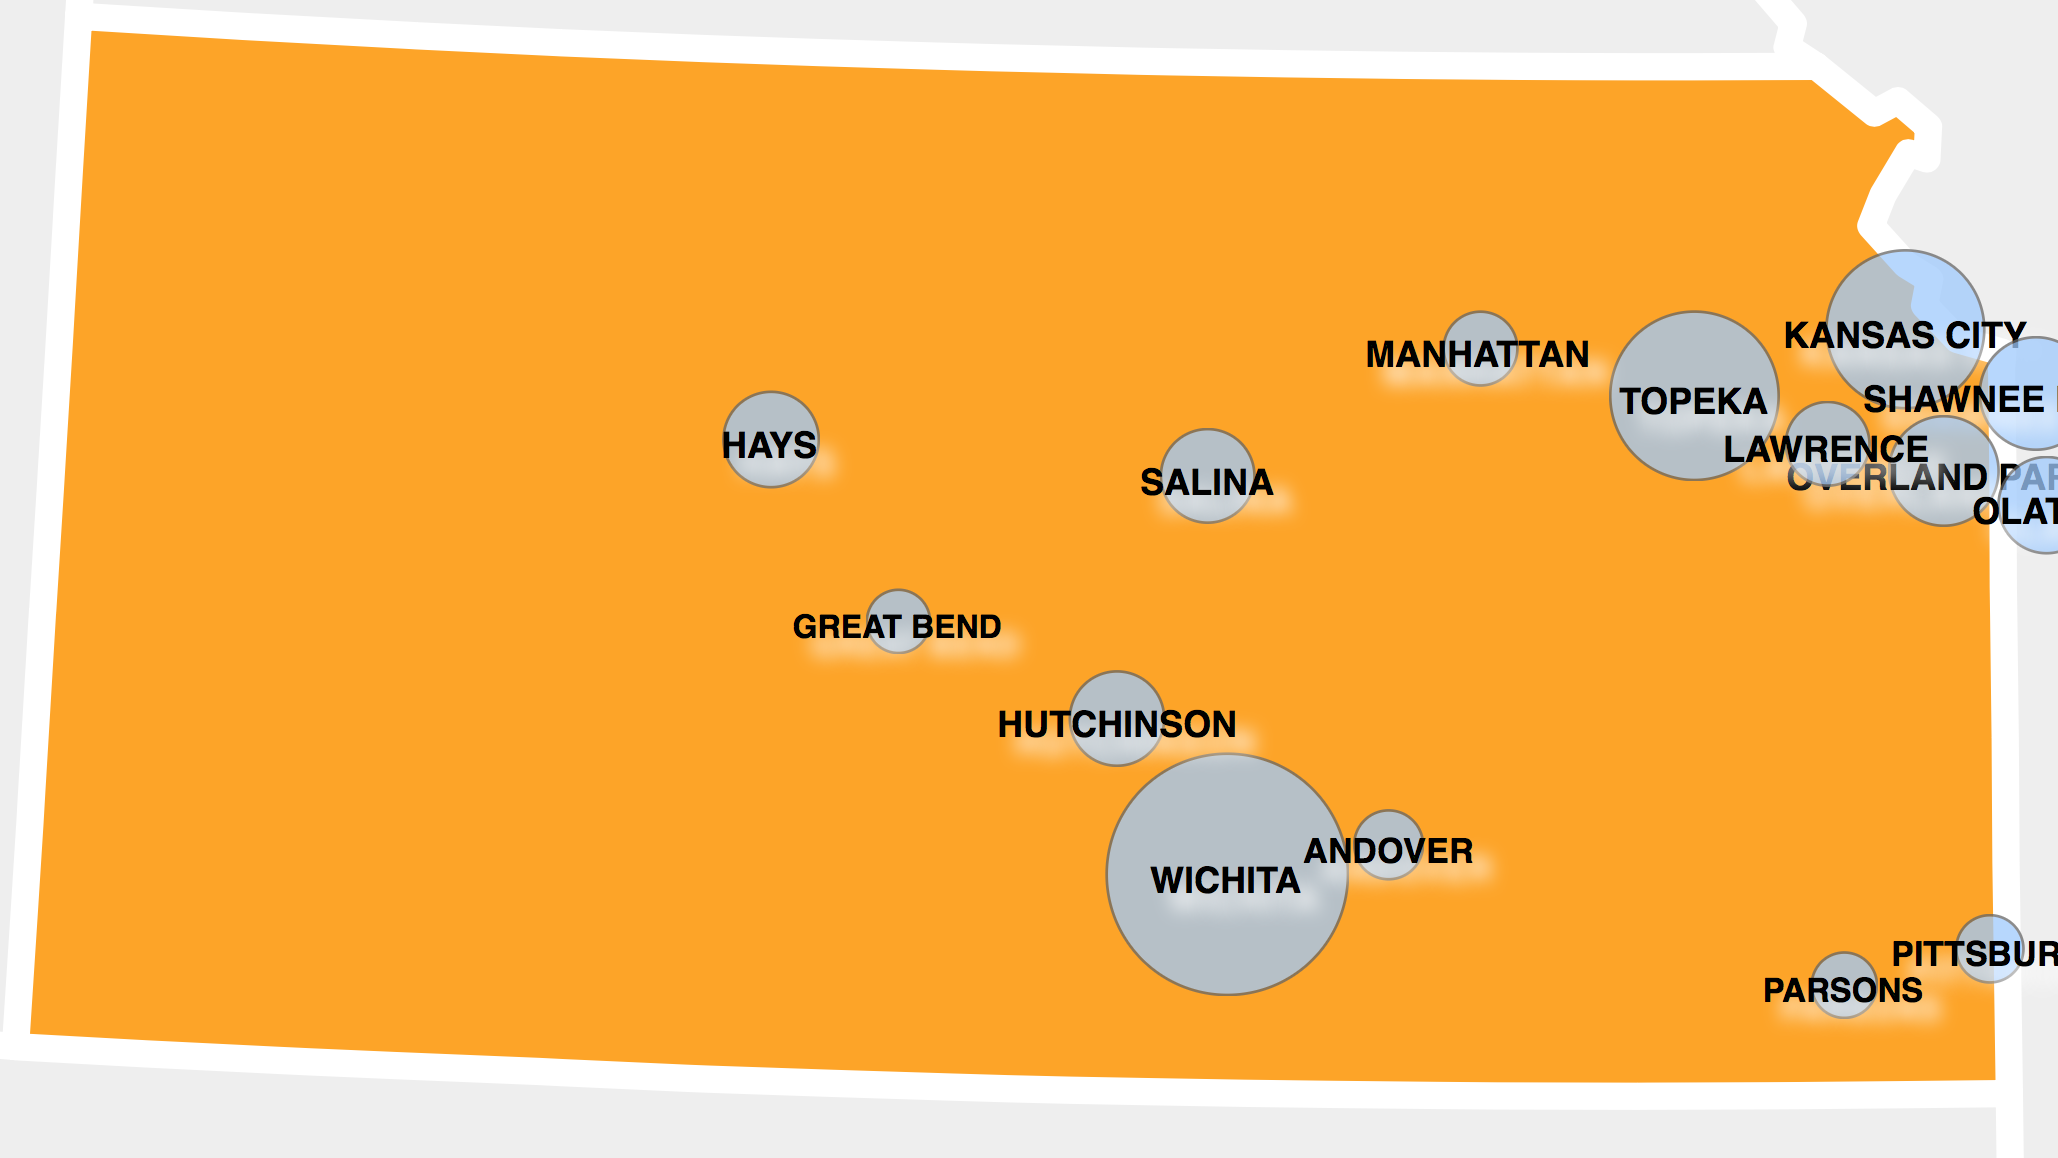 KANSAS CITY
MANHATTAN
SHAWNEE
TOPEKA
HAYS
LAWRENCE
OVERLAND PAR
SALINA
OLAT
GREAT BEND
HUTCHINSON
ANDOVER
WICHITA
PITTSBUR
PARSONS